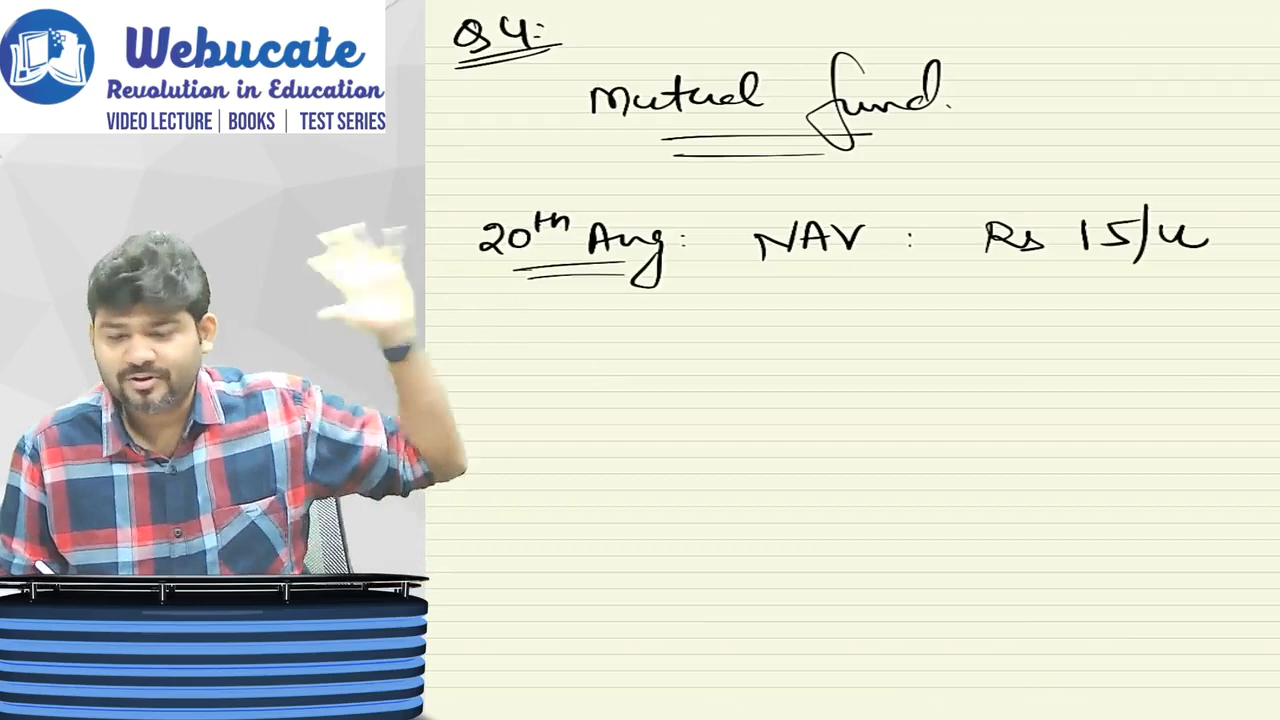 Webucate
Revolution in Education
VIDEO LECTURE | BOOKS | TEST SERIES
Q4:
Mutual fund.
20th Aug: NAV : Rs 15/u